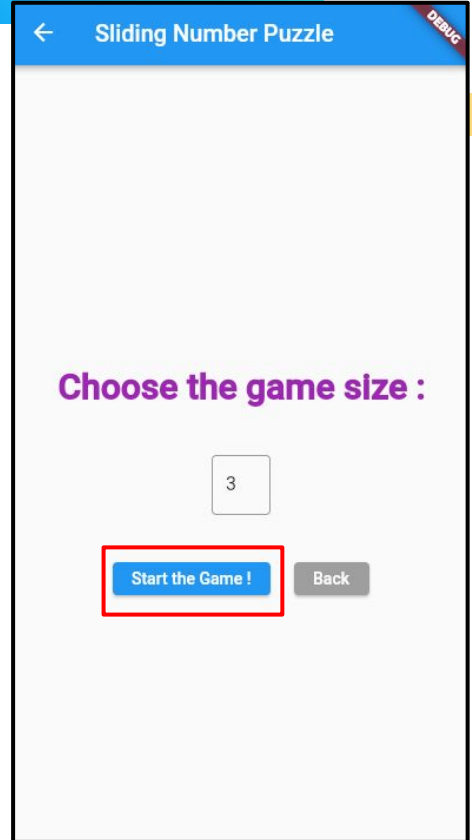 Sliding Number Puzzle
DEBUG
Choose the game size :
3
Start the Game !
Back